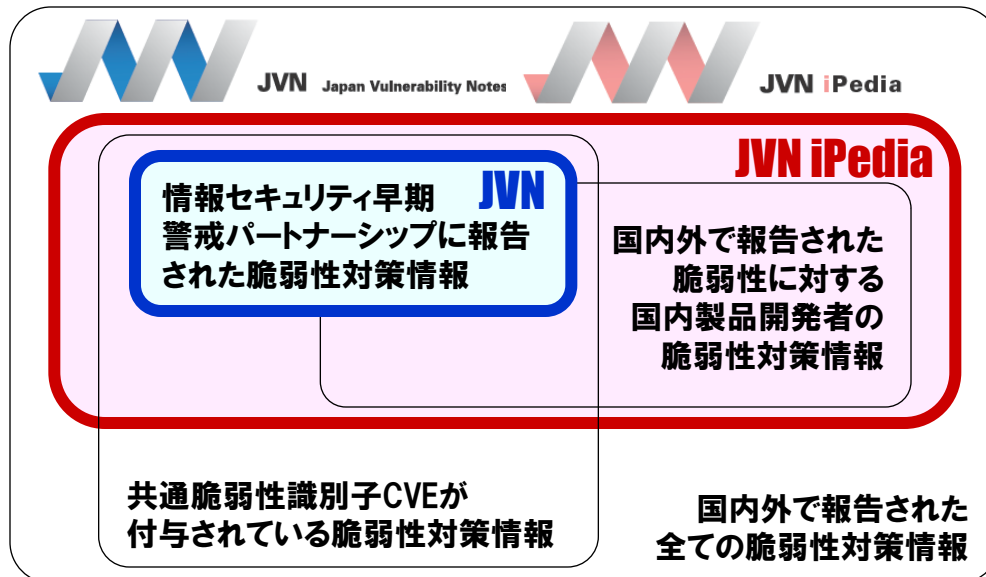 JVN Japan Vulnerability Notes
JVN iPedia
JVN iPedia
JVN
情報セキュリティ早期
警戒パートナーシップに報告
された脆弱性対策情報
国内外で報告された
脆弱性に対する
国内製品開発者の
脆弱性対策情報
共通脆弱性識別子CVEが
付与されている脆弱性対策情報
国内外で報告された
全ての脆弱性対策情報